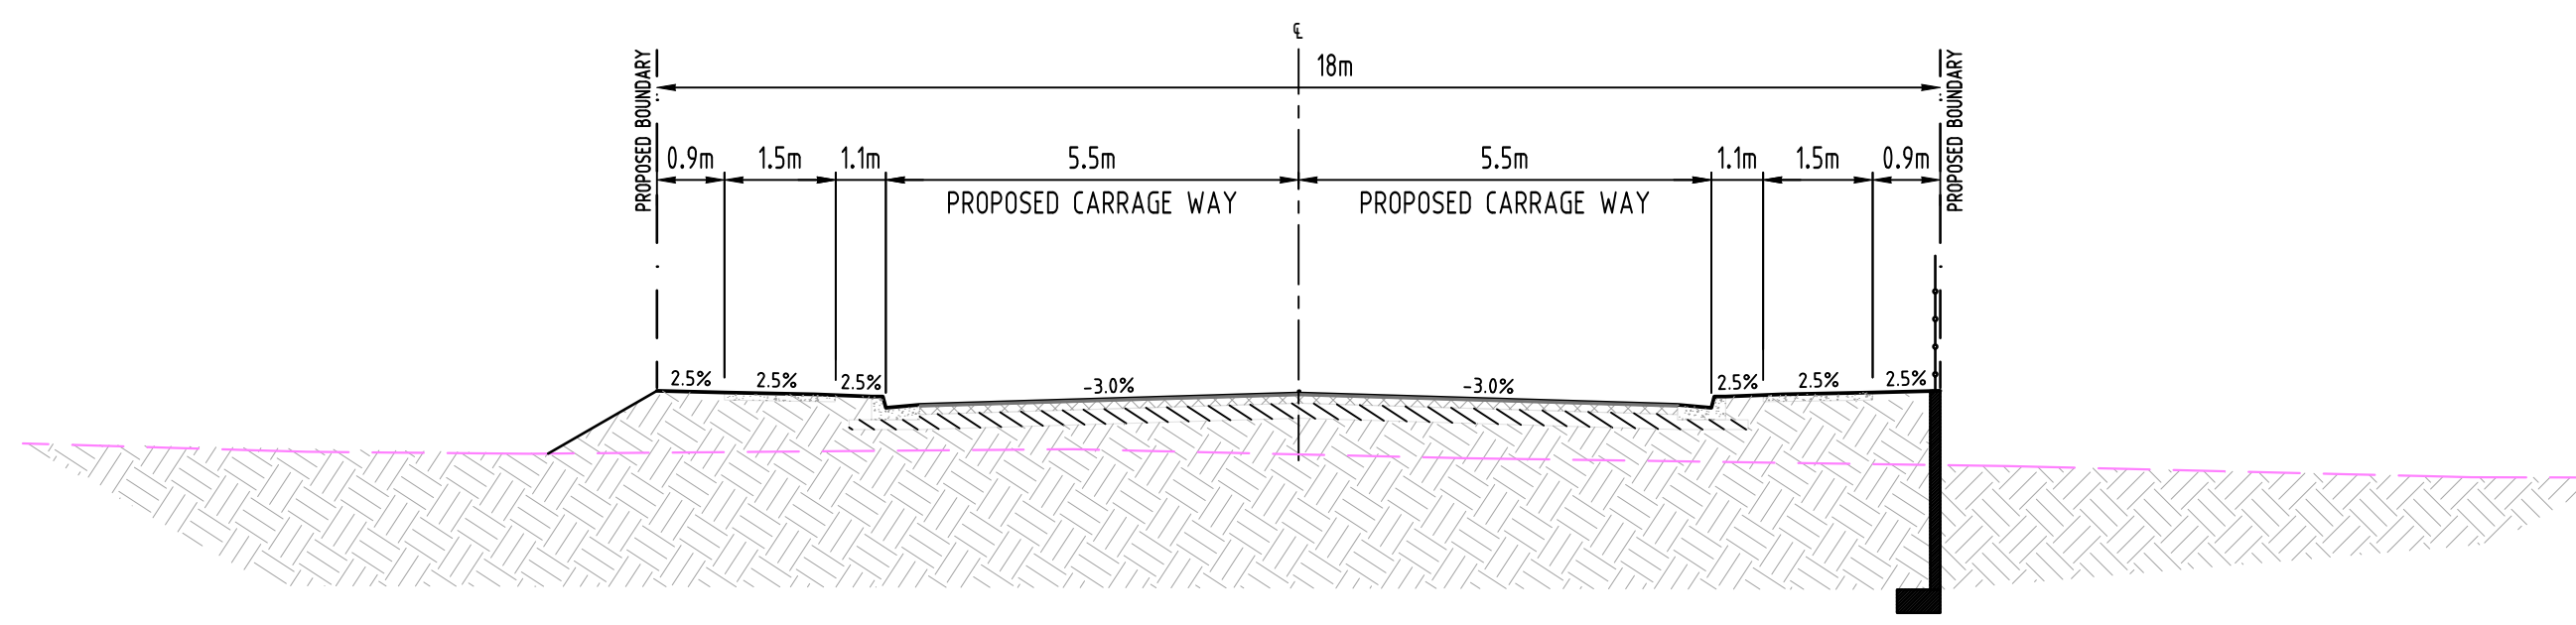 ℄
18m
PROPOSED BOUNDARY
PROPOSED BOUNDARY
0.9m 1.5m 1.1m 5.5m 5.5m 1.1m 1.5m 0.9m
PROPOSED CARRAGE WAY PROPOSED CARRAGE WAY
2.5% 2.5% 2.5% -3.0% -3.0% 2.5% 2.5% 2.5%